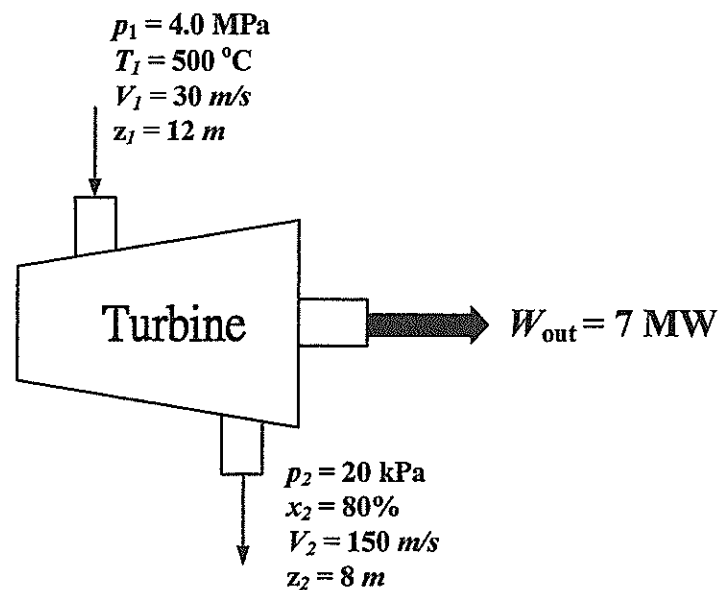 p₁ = 4.0 MPa
T₁ = 500 °C
V₁ = 30 m/s
z₁ = 12 m
Turbine
W_out = 7 MW
p₂ = 20 kPa
x₂ = 80%
V₂ = 150 m/s
z₂ = 8 m